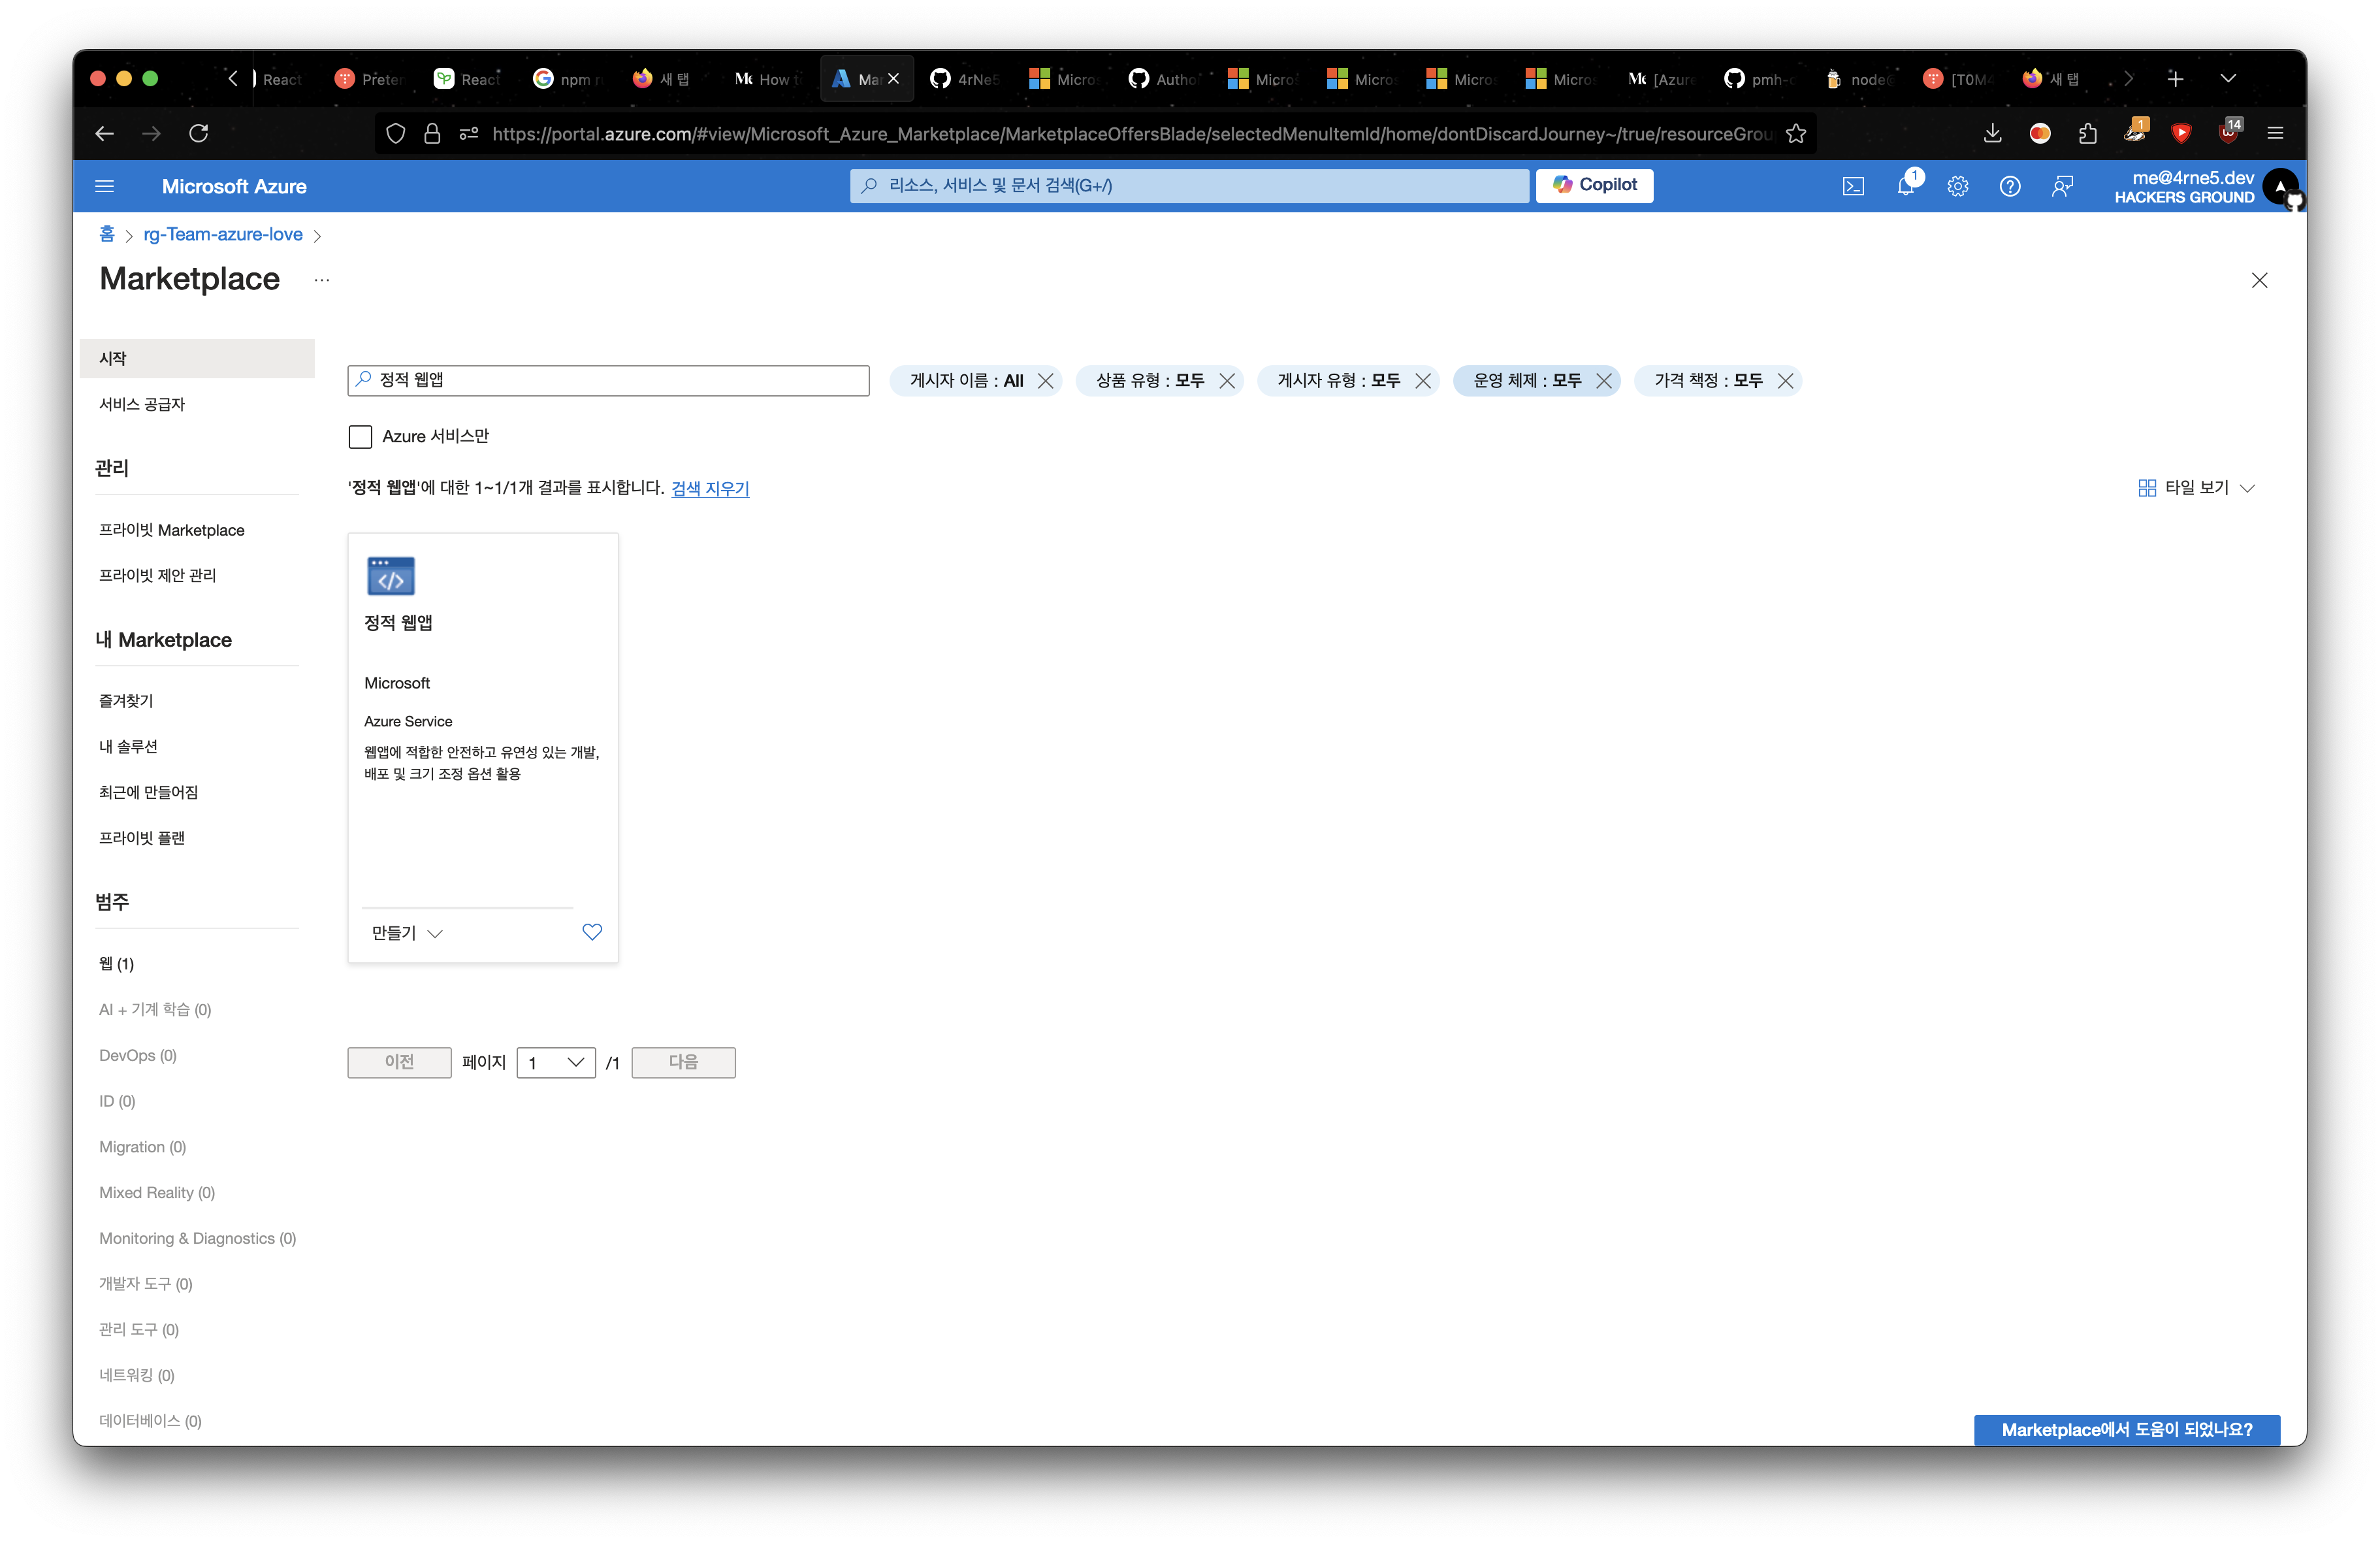 React
Preten
React
npm ru
새 탭
How t
Ma
4rNe5
Micros
Autho
Micros
Micros
Micros
Micros
[Azure
pmh-
node
[T0M4
새 탭
https://portal.azure.com/#view/Microsoft_Azure_Marketplace/MarketplaceOffersBlade/selectedMenuItemId/home/dontDiscardJourney~/true/resourceGrou
1
14
Microsoft Azure
리소스, 서비스 및 문서 검색(G+/)
Copilot
1
me@4rne5.dev
HACKERS GROUND
홈 > rg-Team-azure-love >
Marketplace ...
시작
서비스 공급자
관리
프라이빗 Marketplace
프라이빗 제안 관리
내 Marketplace
즐겨찾기
내 솔루션
최근에 만들어짐
프라이빗 플랜
범주
웹 (1)
AI + 기계 학습 (0)
DevOps (0)
ID (0)
Migration (0)
Mixed Reality (0)
Monitoring & Diagnostics (0)
개발자 도구 (0)
관리 도구 (0)
네트워킹 (0)
데이터베이스 (0)
정적 웹앱
게시자 이름 : All
상품 유형 : 모두
게시자 유형 : 모두
운영 체제 : 모두
가격 책정 : 모두
Azure 서비스만
'정적 웹앱'에 대한 1~1/1개 결과를 표시합니다. 검색 지우기
타일 보기
정적 웹앱
Microsoft
Azure Service
웹앱에 적합한 안전하고 유연성 있는 개발,
배포 및 크기 조정 옵션 활용
만들기
이전 페이지 1 /1 다음
Marketplace에서 도움이 되었나요?